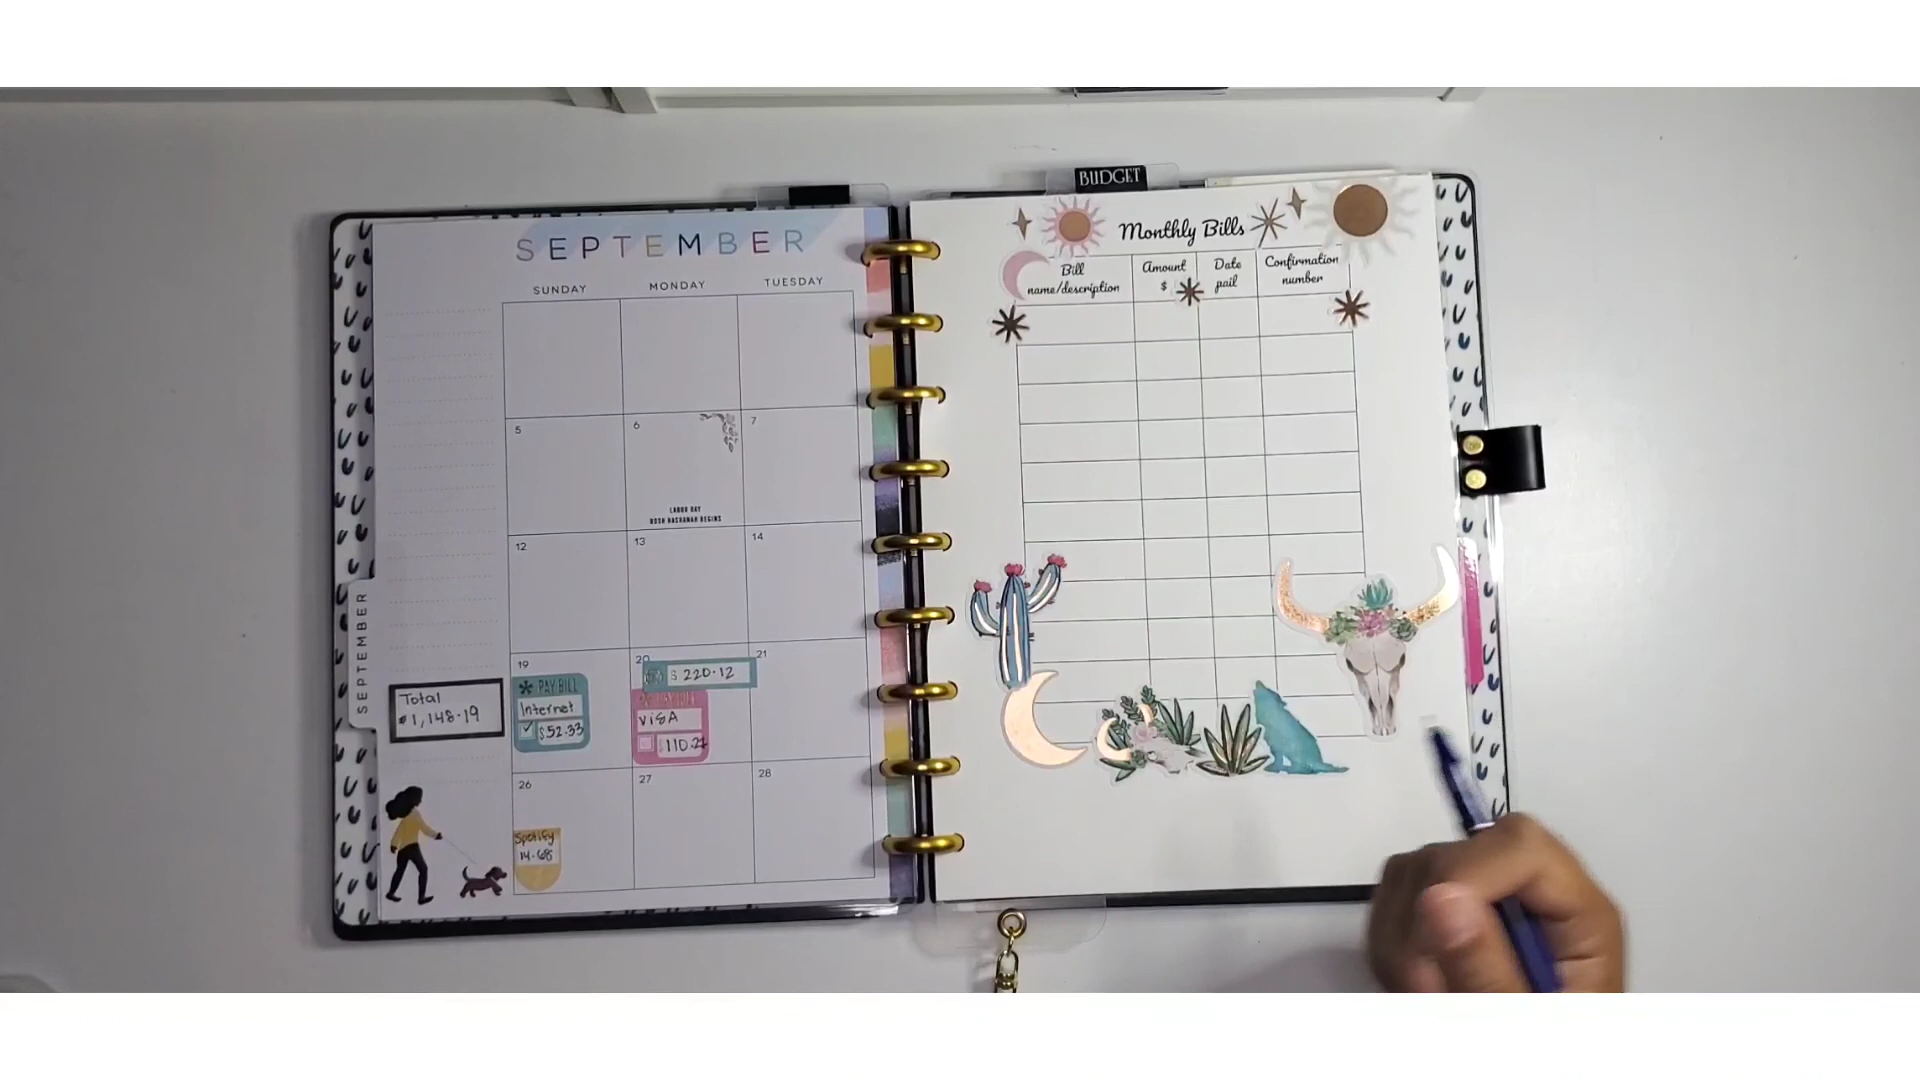 SEPTEMBER
SUNDAY MONDAY TUESDAY
5 6 7
LABOR DAY
ROSH HASHANAH BEGINS
12 13 14
19 20 21
$ 220.12
PAY BILL
Internet
$52.33
VISA
$110.21
Total
$1,148.19
26 27 28
Spotify
14.68
SEPTEMBER
BUDGET
Monthly Bills
Bill
name/description
Amount
$
Date
paid
Confirmation
number